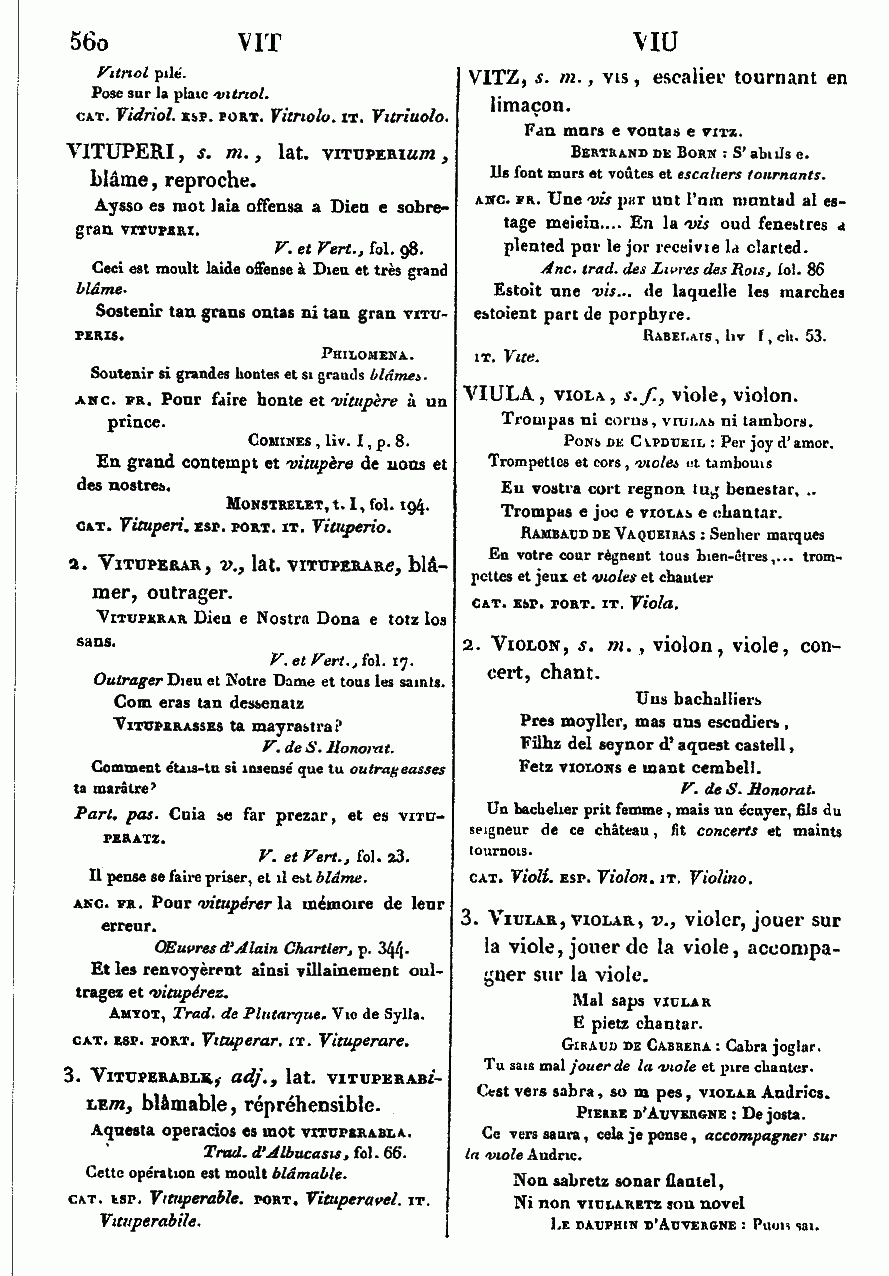 560 VIT VIU
Vitriol pilé.
Pose sur la plaie vitriol.
CAT. Vidriol. ESP. PORT. Vitriolo. IT. Vitriuolo.
VITUPERI, s. m., lat. VITUPERIum,
blâme, reproche.
Aysso es mot laia offensa a Dieu e sobre-
gran VITUPERI.
V. et Vert., fol. 98.
Ceci est moult laide offense à Dieu et très grand
blâme.
Sostenir tan grans ontas ni tan gran VITU-
PERIS.
PHILOMENA.
Soutenir si grandes hontes et si grands blâmes.
ANC. FR. Pour faire honte et vitupère à un
prince.
COMINES, liv. I, p. 8.
En grand contempt et vitupère de nous et
des nostres.
MONSTRELET, t. I, fol. 194.
CAT. Vituperi. ESP. PORT. IT. Vituperio.
2. VITUPERAR, v., lat. VITUPERARe, blâ-
mer, outrager.
VITUPERAR Dieu e Nostra Dona e totz los
sans.
V. et Vert., fol. 17.
Outrager Dieu et Notre Dame et tous les saints.
Com eras tan dessenatz
VITUPERASSES ta mayrastra?
V. de S. Honorat.
Comment étais-tu si insensé que tu outrageasses
ta marâtre?
Part. pas. Cuia se far prezar, et es VITU-
PERATZ.
V. et Vert., fol. 23.
Il pense se faire priser, et il est blâme.
ANC. FR. Pour vitupérer la mémoire de leur
erreur.
Œuvres d'Alain Chartier, p. 344.
Et les renvoyèrent ainsi villainement oul-
tragez et vitupérez.
AMYOT, Trad. de Plutarque. Vie de Sylla.
CAT. ESP. PORT. Vituperar. IT. Vituperare.
3. VITUPERABLE, adj., lat. VITUPERABi-
LEm, blâmable, répréhensible.
Aquesta operacios es mot VITUPERABLA.
Trad. d'Albucasis, fol. 66.
Cette opération est moult blâmable.
CAT. ESP. Vituperable. PORT. Vituperavel. IT.
Vituperabile.
VITZ, s. m., vis, escalier tournant en
limaçon.
Fan murs e voutas e VITZ.
BERTRAND DE BORN : S'abrils e.
Ils font murs et voûtes et escaliers tournants.
ANC. FR. Une vis par unt l'um muntad al es-
tage meiein.... En la vis oud fenestres a
plented pur le jor receivre la clarted.
Anc. trad. des Livres des Rois, fol. 86
Estoit une vis... de laquelle les marches
estoient part de porphyre.
RABELAIS, liv I, ch. 53.
IT. Vite.
VIULA, VIOLA, s. f., viole, violon.
Trompas ni corns, VIULAS ni tambors.
PONS DE CAPDUEIL : Per joy d'amor.
Trompettes et cors, violes et tambours
En vostra cort regnon tug benestar, ..
Trompas e joc e VIOLAS e chantar.
RAMBAUD DE VAQUEIRAS : Senher marques
En votre cour règnent tous bien-êtres,... trom-
pettes et jeux et violes et chanter
CAT. ESP. PORT. IT. Viola.
2. VIOLON, s. m., violon, viole, con-
cert, chant.
Uns bachalliers
Pres moyller, mas uns escudiers,
Filhz del seynor d'aquest castell,
Fetz VIOLONS e mant cembell.
V. de S. Honorat.
Un bachelier prit femme, mais un écuyer, fils du
seigneur de ce château, fit concerts et maints
tournois.
CAT. Violí. ESP. Violon. IT. Violino.
3. VIULAR, VIOLAR, v., violer, jouer sur
la viole, jouer de la viole, accompa-
gner sur la viole.
Mal saps VIULAR
E pietz chantar.
GIRAUD DE CABRERA : Cabra joglar.
Tu sais mal jouer de la viole et pire chanter.
Cest vers sabra, so m pes, VIOLAR Andrics.
PIERRE D'AUVERGNE : De josta.
Ce vers saura, cela je pense, accompagner sur
la viole Andric.
Non sabretz sonar flautel,
Ni non VIULARETZ son novel
LE DAUPHIN D'AUVERGNE : Puois sai.